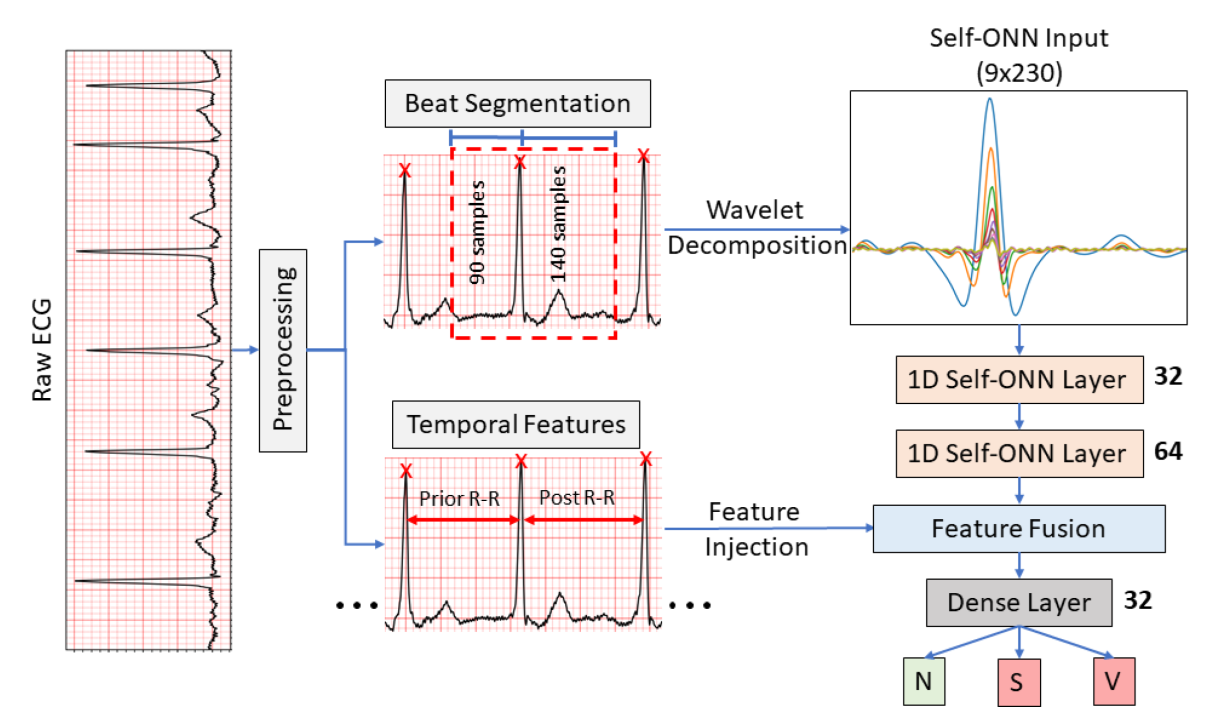 Raw ECG
Preprocessing
Beat Segmentation
X X X
90 samples
140 samples
Temporal Features
X X X
Prior R-R
Post R-R
...
...
Wavelet
Decomposition
Feature
Injection
Self-ONN Input
(9x230)
1D Self-ONN Layer 32
1D Self-ONN Layer 64
Feature Fusion
Dense Layer 32
N S V